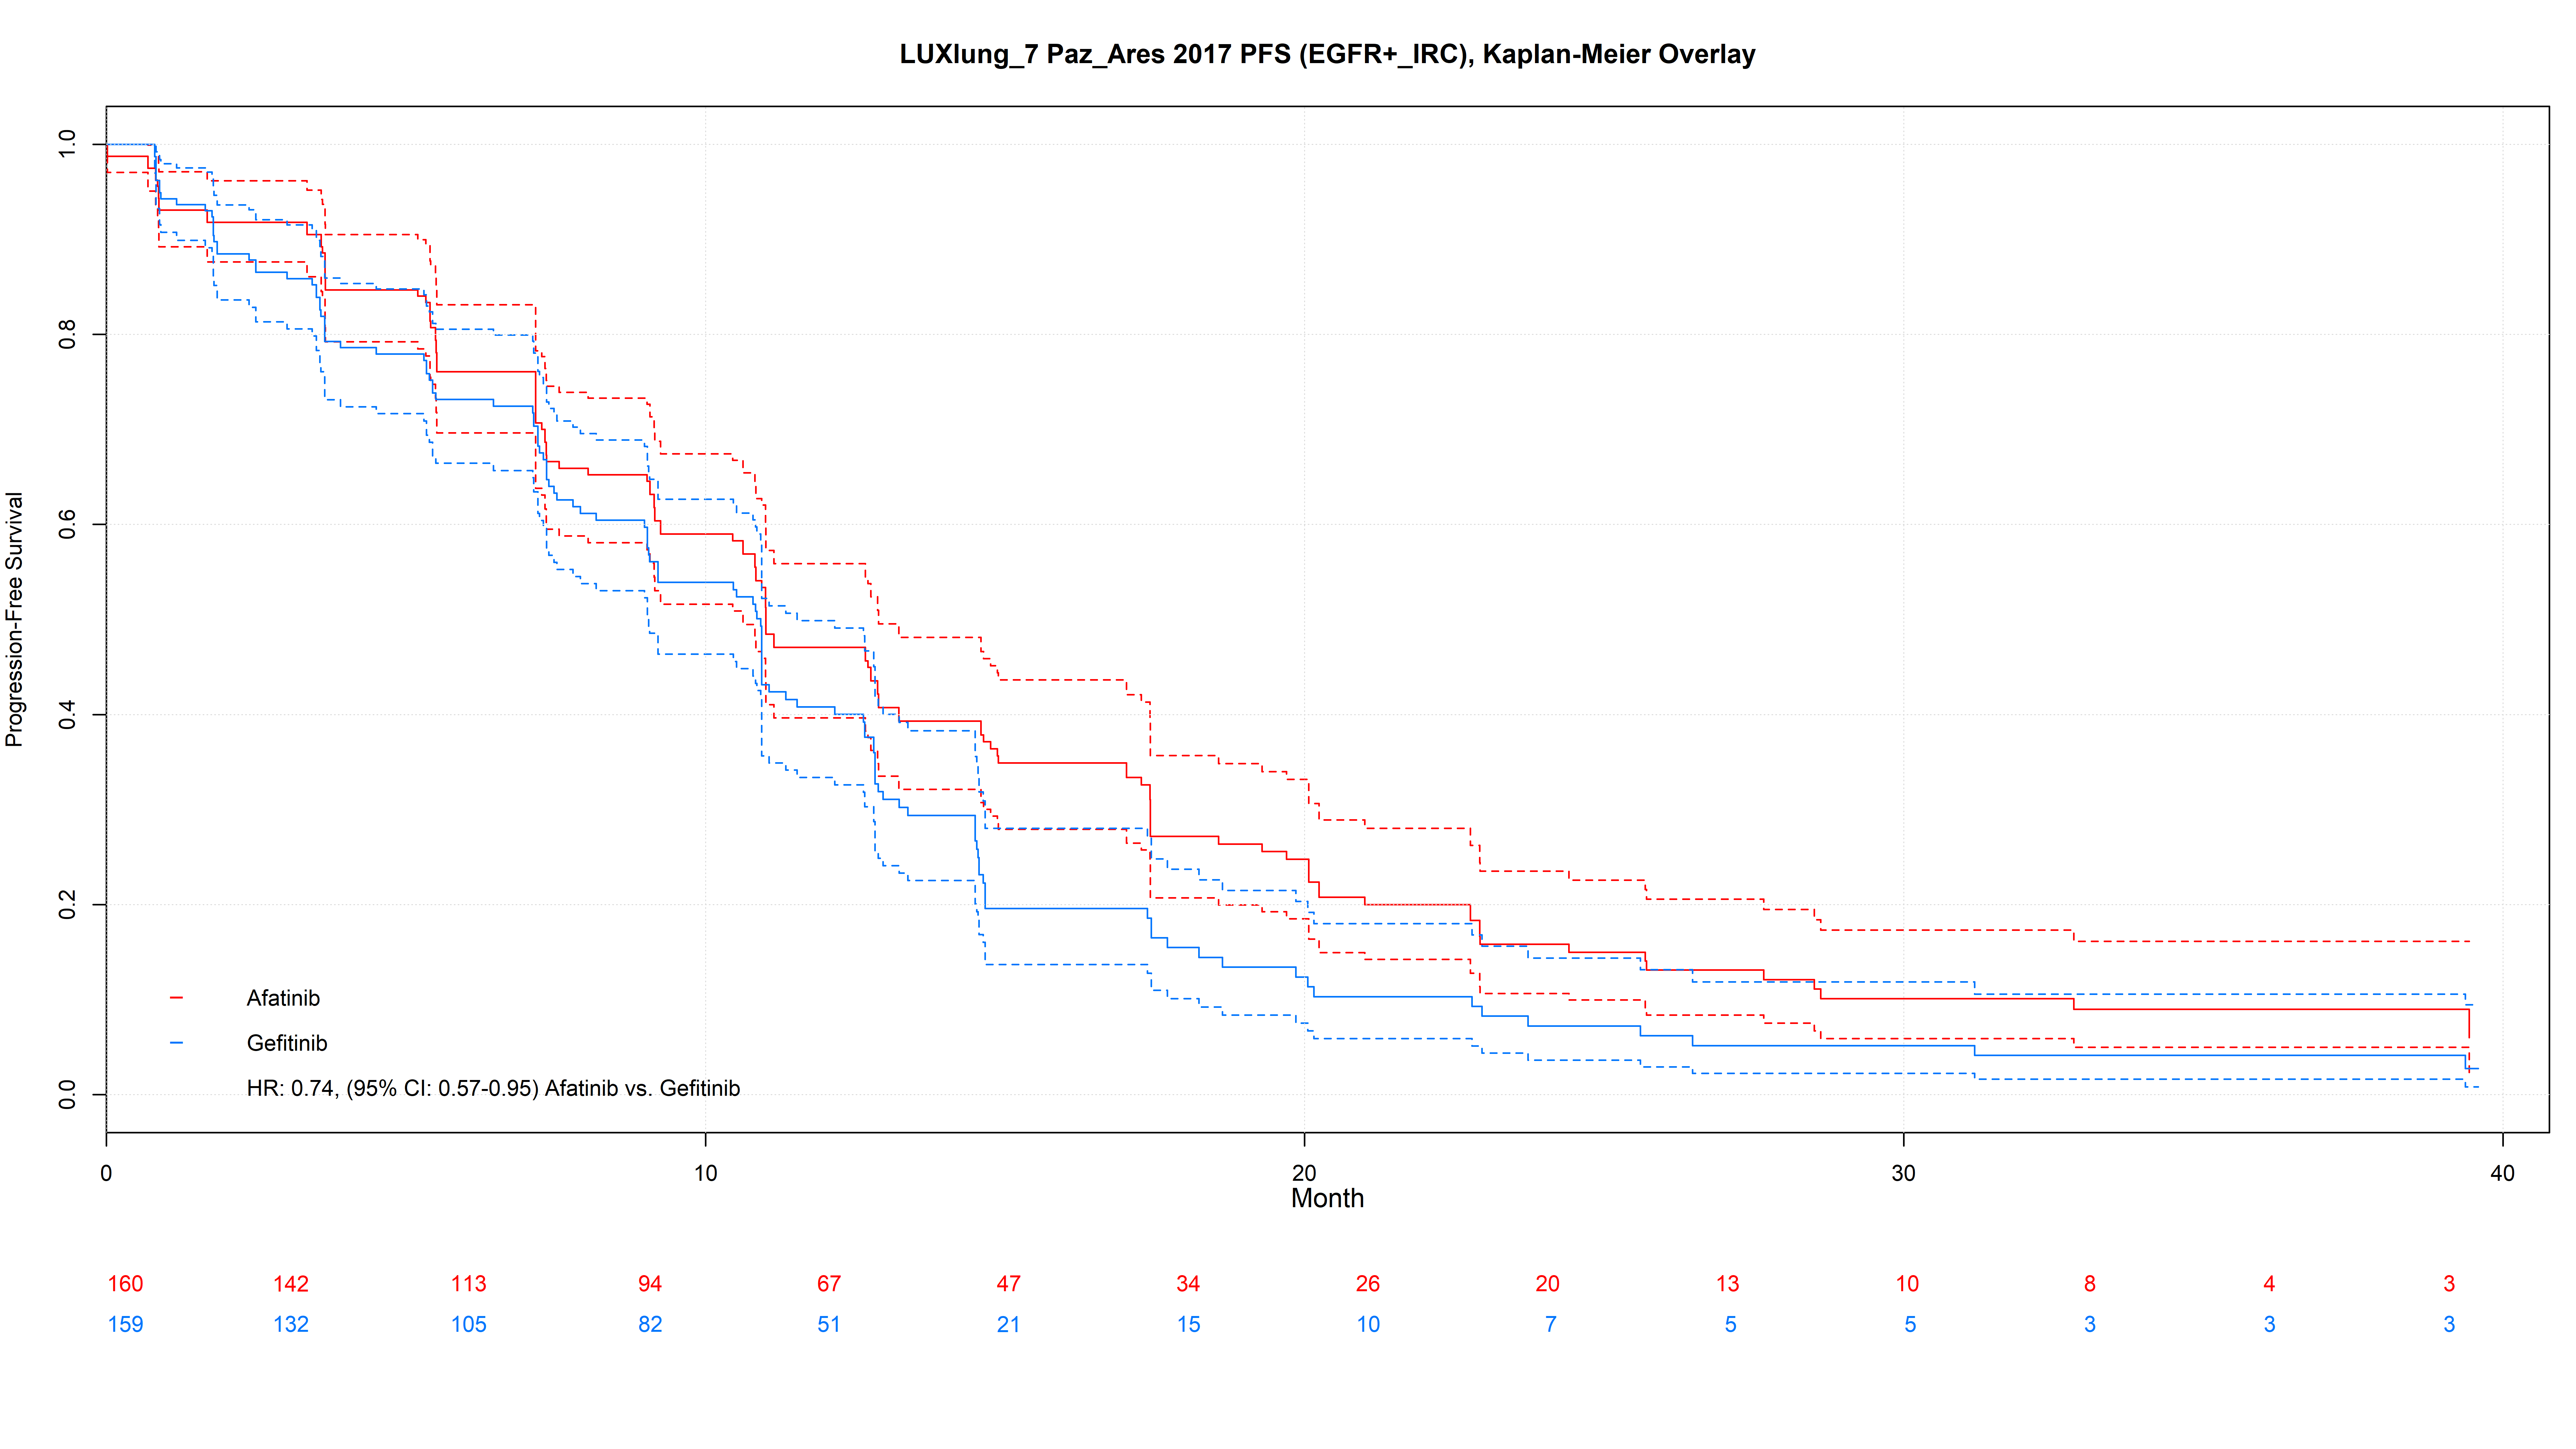 LUXlung_7 Paz_Ares 2017 PFS (EGFR+_IRC), Kaplan-Meier Overlay
Progression-Free Survival
1.0
0.8
0.6
0.4
0.2
0.0
Afatinib
Gefitinib
HR: 0.74, (95% CI: 0.57-0.95) Afatinib vs. Gefitinib
0 10 20 30 40
Month
160 142 113 94 67 47 34 26 20 13 10 8 4 3
159 132 105 82 51 21 15 10 7 5 5 3 3 3